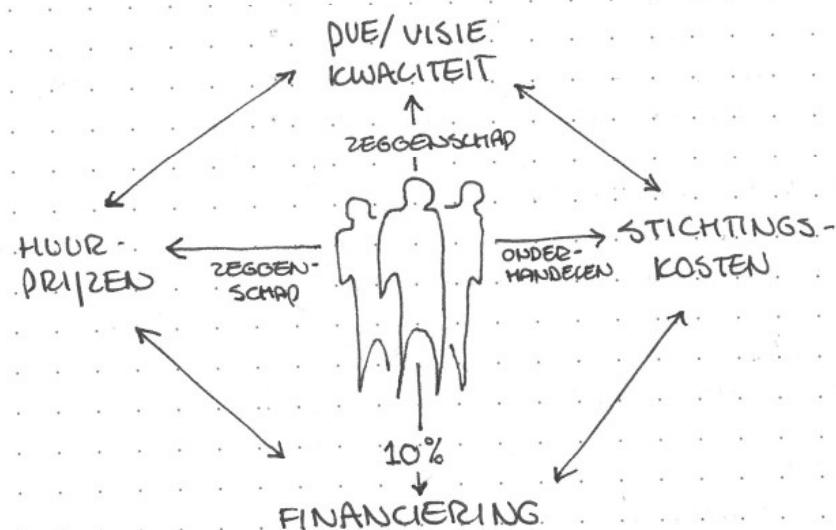 PVE/VISIE
KWALITEIT
ZEGGENSCHAP
HUUR-
PRIJZEN
ZEGGEN-
SCHAP
ONDER-
HANDELEN
STICHTINGS-
KOSTEN
10%
FINANCIERING